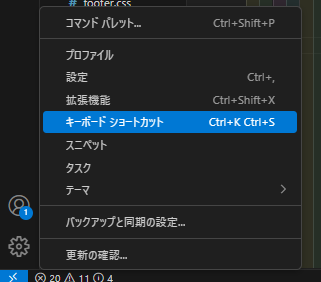 footer.css
コマンド パレット... Ctrl+Shift+P
プロファイル
設定 Ctrl+,
拡張機能 Ctrl+Shift+X
キーボード ショートカット Ctrl+K Ctrl+S
スニペット
タスク
テーマ
バックアップと同期の設定...
更新の確認...
1
20 11 4